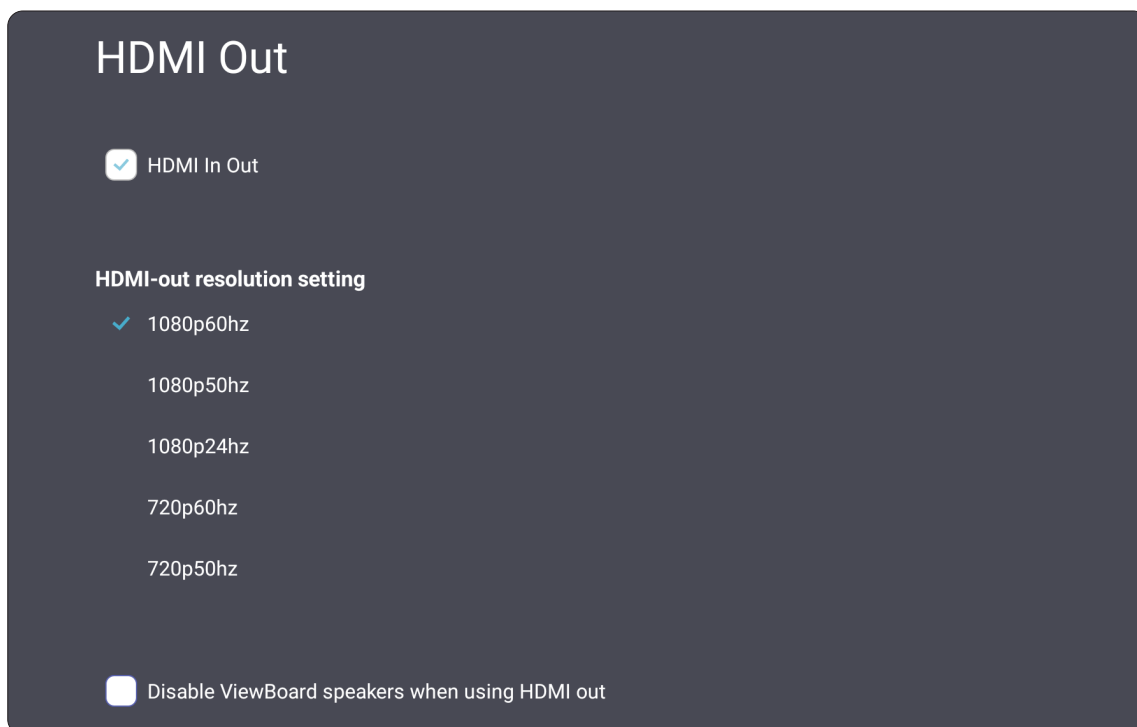 HDMI Out
HDMI In Out
HDMI-out resolution setting
1080p60hz
1080p50hz
1080p24hz
720p60hz
720p50hz
Disable ViewBoard speakers when using HDMI out